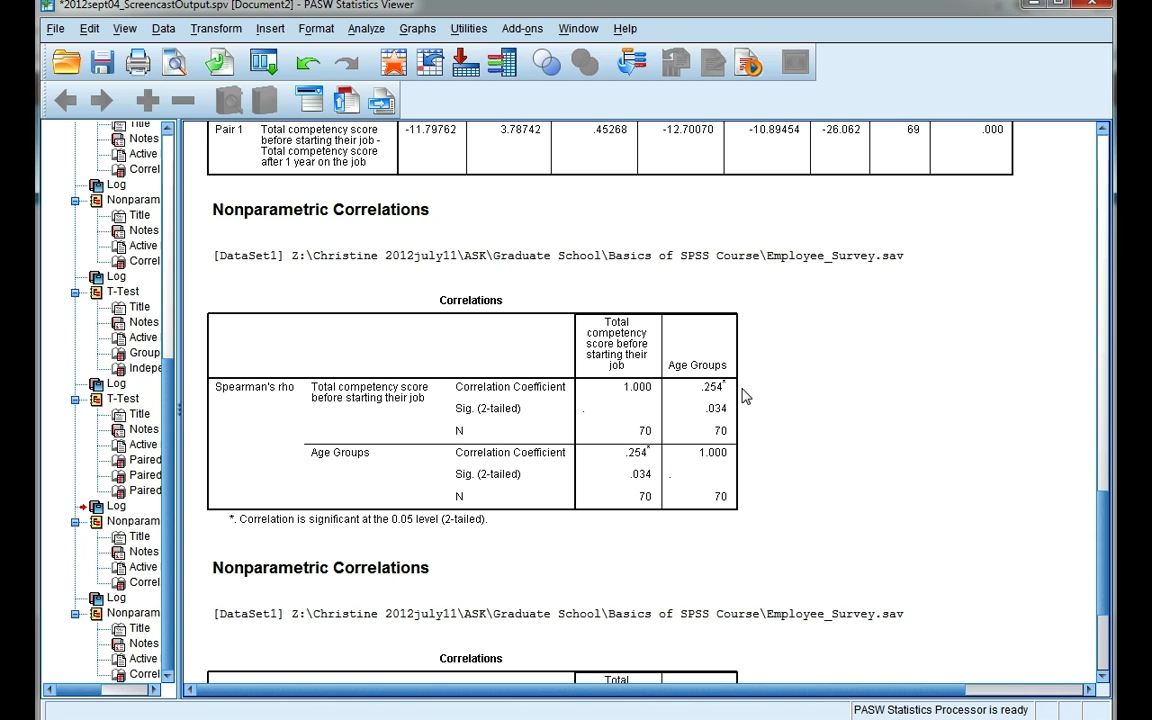 *2012sept04_ScreencastOutput.spv [Document2] - PASW Statistics Viewer
File Edit View Data Transform Insert Format Analyze Graphs Utilities Add-ons Window Help
Title
Notes
Active
Correl
Log
Nonparam
Title
Notes
Active
Correl
Log
T-Test
Title
Notes
Active
Group
Indepe
Log
T-Test
Title
Notes
Active
Paired
Paired
Paired
Log
Nonparam
Title
Notes
Active
Correl
Log
Nonparam
Title
Notes
Active
Correl
Pair 1 Total competency score -11.79762 3.78742 .45268 -12.70070 -10.89454 -26.062 69 .000
before starting their job -
Total competency score
after 1 year on the job
Nonparametric Correlations
[DataSet1] Z:\Christine 2012july11\ASK\Graduate School\Basics of SPSS Course\Employee_Survey.sav
Correlations
Total
competency
score before
starting their
job Age Groups
Spearman's rho Total competency score Correlation Coefficient 1.000 .254*
before starting their job
Sig. (2-tailed) . .034
N 70 70
Age Groups Correlation Coefficient .254* 1.000
Sig. (2-tailed) .034 .
N 70 70
*. Correlation is significant at the 0.05 level (2-tailed).
Nonparametric Correlations
[DataSet1] Z:\Christine 2012july11\ASK\Graduate School\Basics of SPSS Course\Employee_Survey.sav
Correlations
Total
PASW Statistics Processor is ready